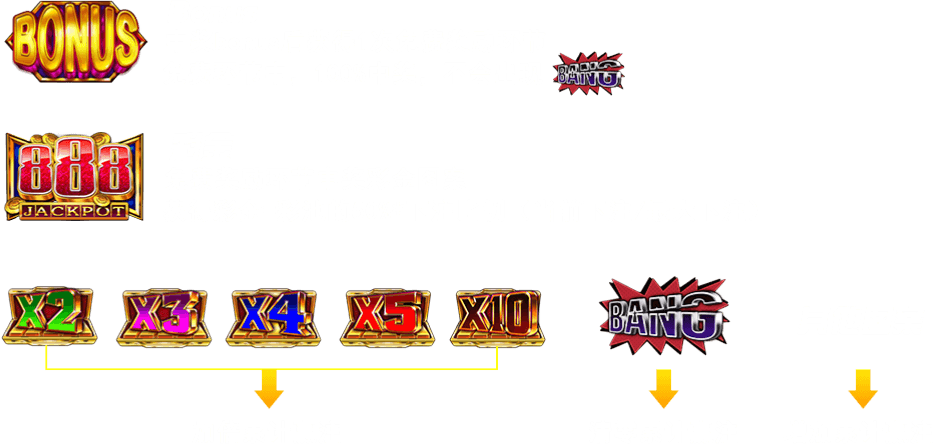 BONUS
BANG
888
JACKPOT
X2 X3 X4 X5 X10 BANG